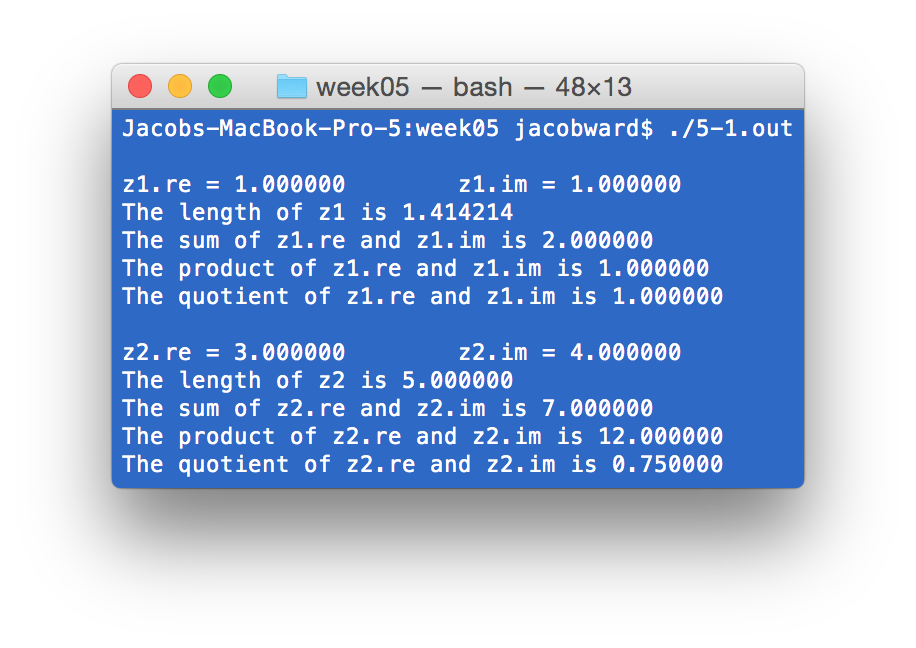 week05 — bash — 48×13
Jacobs-MacBook-Pro-5:week05 jacobward$ ./5-1.out
z1.re = 1.000000        z1.im = 1.000000
The length of z1 is 1.414214
The sum of z1.re and z1.im is 2.000000
The product of z1.re and z1.im is 1.000000
The quotient of z1.re and z1.im is 1.000000
z2.re = 3.000000        z2.im = 4.000000
The length of z2 is 5.000000
The sum of z2.re and z2.im is 7.000000
The product of z2.re and z2.im is 12.000000
The quotient of z2.re and z2.im is 0.750000